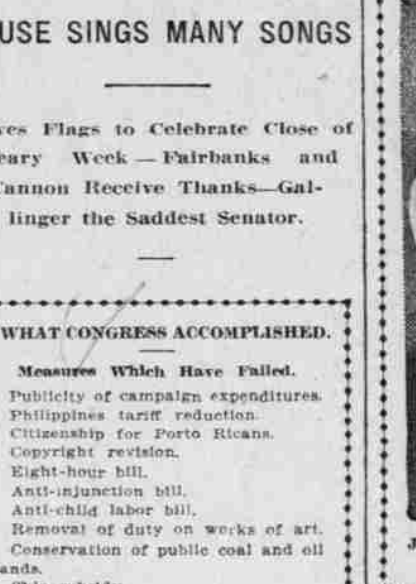 USE SINGS MANY SONGS
ves Flags to Celebrate Close of
eary Week — Fairbanks and
Cannon Receive Thanks—Gal-
linger the Saddest Senator.
WHAT CONGRESS ACCOMPLISHED.
Measures Which Have Failed.
Publicity of campaign expenditures.
Philippines tariff reduction.
Citizenship for Porto Ricans.
Copyright revision.
Eight-hour bill.
Anti-injunction bill.
Anti-child labor bill.
Removal of duty on works of art.
Conservation of public coal and oil
ands.
J